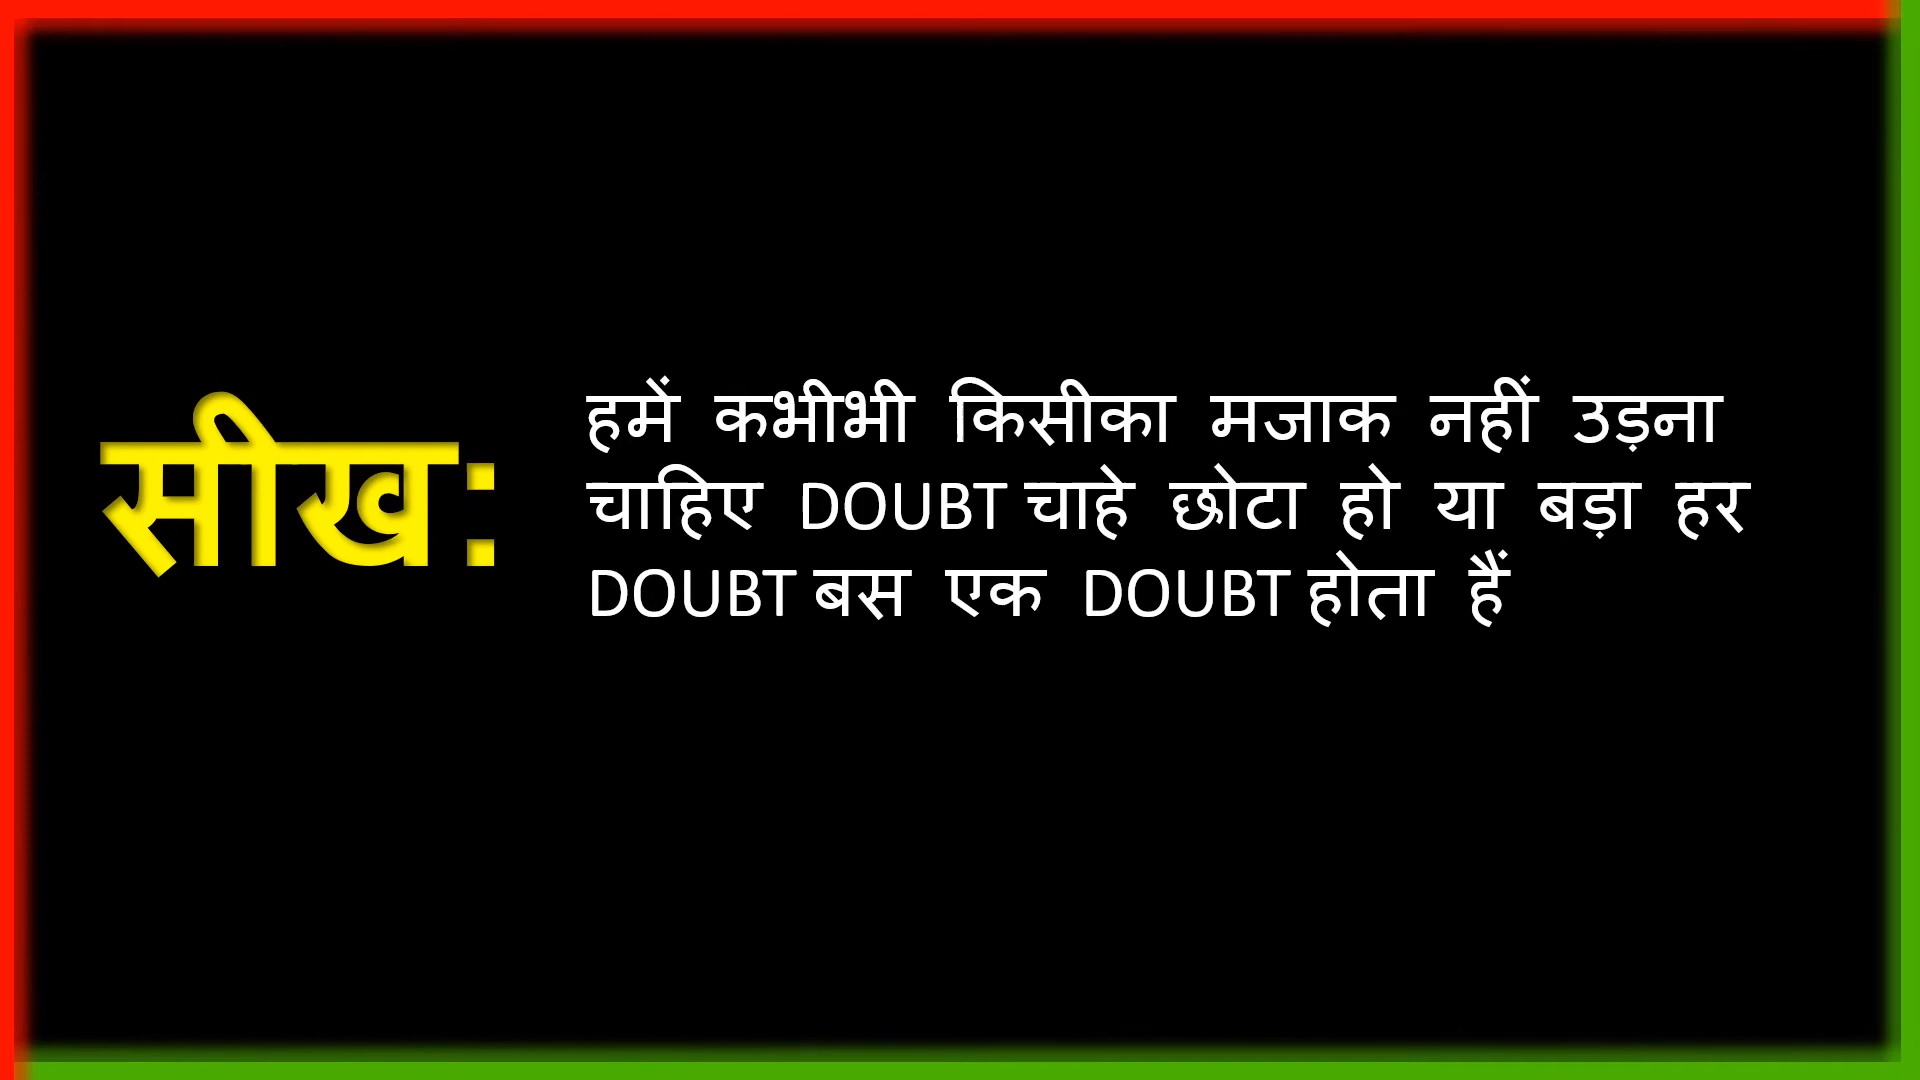 सीख:
हमें कभीभी किसीका मजाक नहीं उड़ना
चाहिए DOUBT चाहे छोटा हो या बड़ा हर
DOUBT बस एक DOUBT होता हैं